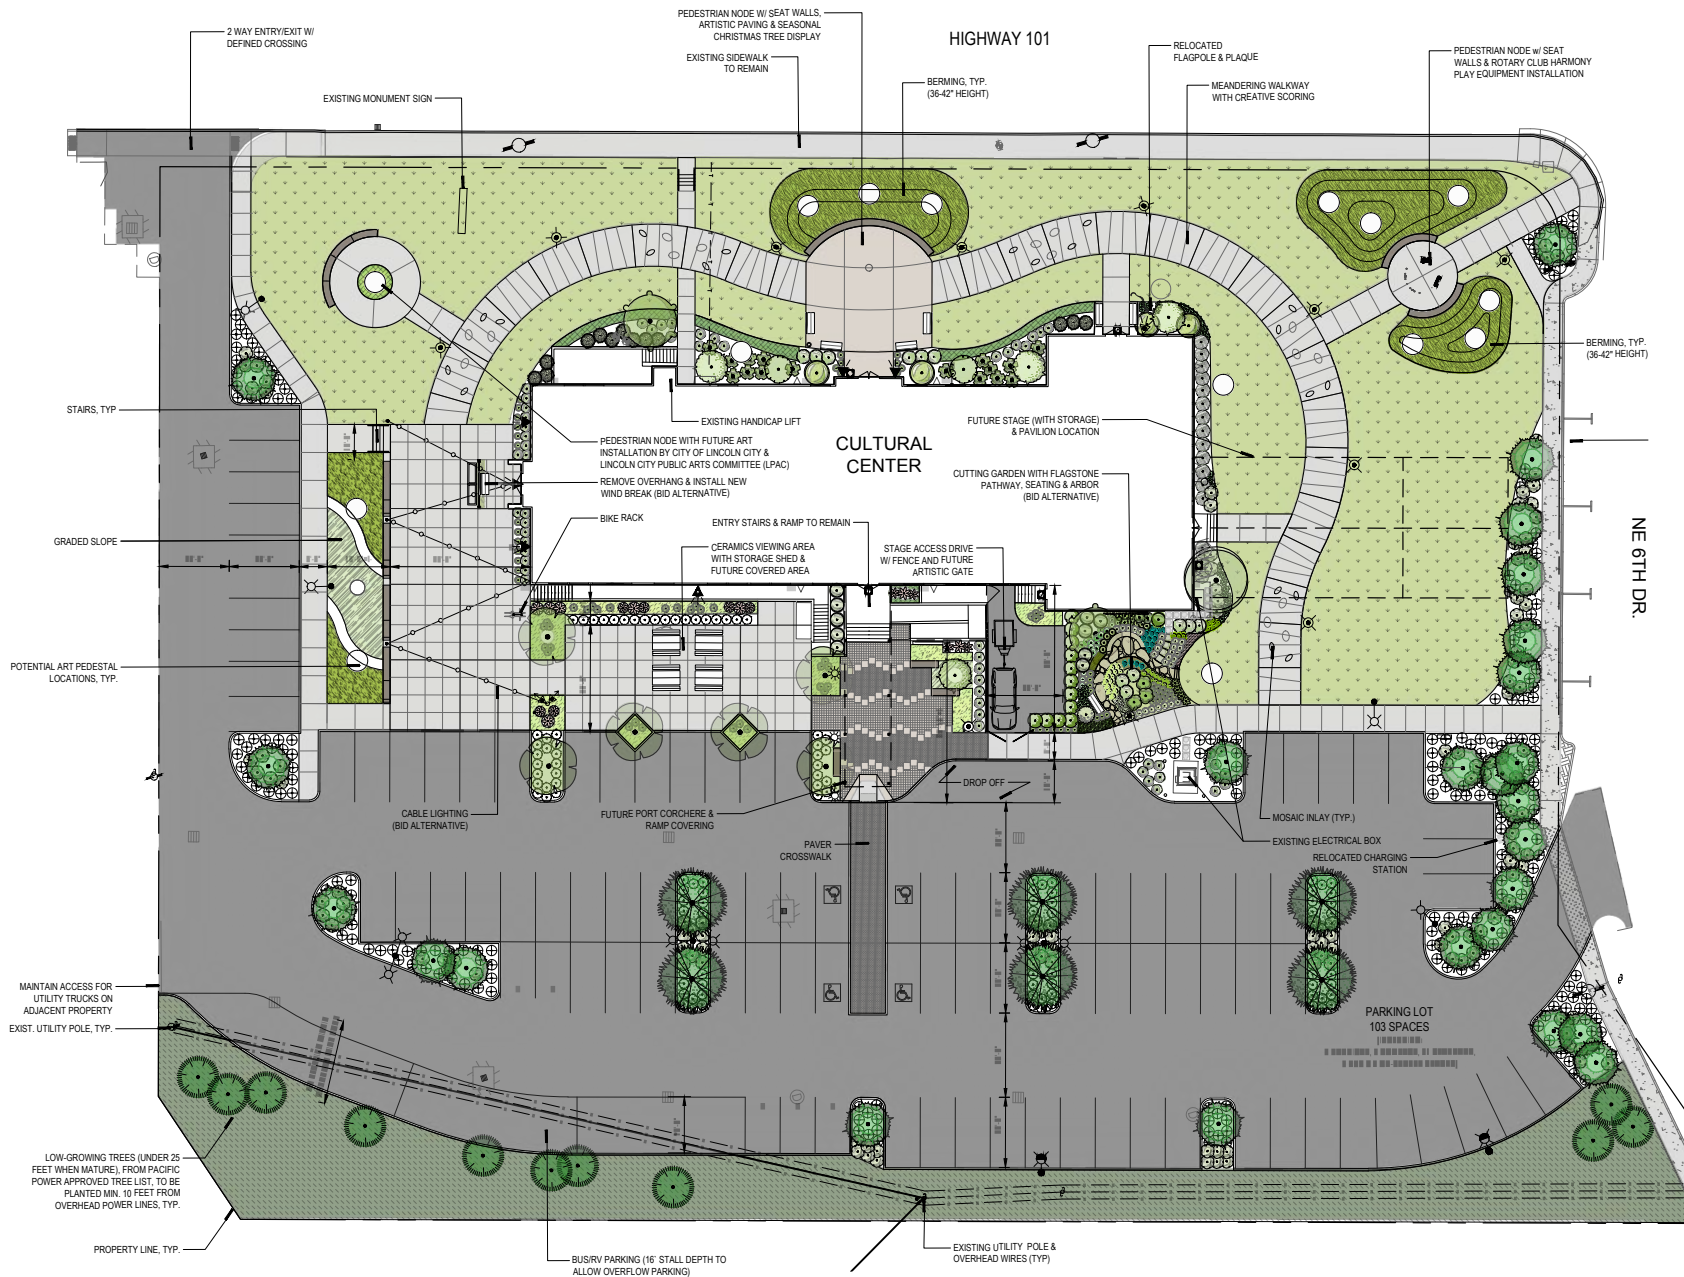 2 WAY ENTRY/EXIT W/
DEFINED CROSSING
PEDESTRIAN NODE W/ SEAT WALLS,
ARTISTIC PAVING & SEASONAL
CHRISTMAS TREE DISPLAY
EXISTING SIDEWALK
TO REMAIN
HIGHWAY 101
RELOCATED
FLAGPOLE & PLAQUE
PEDESTRIAN NODE w/ SEAT
WALLS & ROTARY CLUB HARMONY
PLAY EQUIPMENT INSTALLATION
EXISTING MONUMENT SIGN
BERMING, TYP.
(36-42" HEIGHT)
MEANDERING WALKWAY
WITH CREATIVE SCORING
BERMING, TYP.
(36-42" HEIGHT)
STAIRS, TYP
EXISTING HANDICAP LIFT
PEDESTRIAN NODE WITH FUTURE ART
INSTALLATION BY CITY OF LINCOLN CITY &
LINCOLN CITY PUBLIC ARTS COMMITTEE (LPAC)
REMOVE OVERHANG & INSTALL NEW
WIND BREAK (BID ALTERNATIVE)
BIKE RACK
CULTURAL
CENTER
FUTURE STAGE (WITH STORAGE)
& PAVILION LOCATION
CUTTING GARDEN WITH FLAGSTONE
PATHWAY, SEATING & ARBOR
(BID ALTERNATIVE)
ENTRY STAIRS & RAMP TO REMAIN
CERAMICS VIEWING AREA
WITH STORAGE SHED &
FUTURE COVERED AREA
STAGE ACCESS DRIVE
W/ FENCE AND FUTURE
ARTISTIC GATE
NE 6TH DR.
GRADED SLOPE
POTENTIAL ART PEDESTAL
LOCATIONS, TYP.
DROP OFF
CABLE LIGHTING
(BID ALTERNATIVE)
FUTURE PORT CORCHERE &
RAMP COVERING
PAVER
CROSSWALK
MOSAIC INLAY (TYP.)
EXISTING ELECTRICAL BOX
RELOCATED CHARGING
STATION
MAINTAIN ACCESS FOR
UTILITY TRUCKS ON
ADJACENT PROPERTY
EXIST. UTILITY POLE, TYP.
PARKING LOT
103 SPACES
LOW-GROWING TREES (UNDER 25
FEET WHEN MATURE), FROM PACIFIC
POWER APPROVED TREE LIST, TO BE
PLANTED MIN. 10 FEET FROM
OVERHEAD POWER LINES, TYP.
PROPERTY LINE, TYP.
BUS/RV PARKING (16' STALL DEPTH TO
ALLOW OVERFLOW PARKING)
EXISTING UTILITY POLE &
OVERHEAD WIRES (TYP)